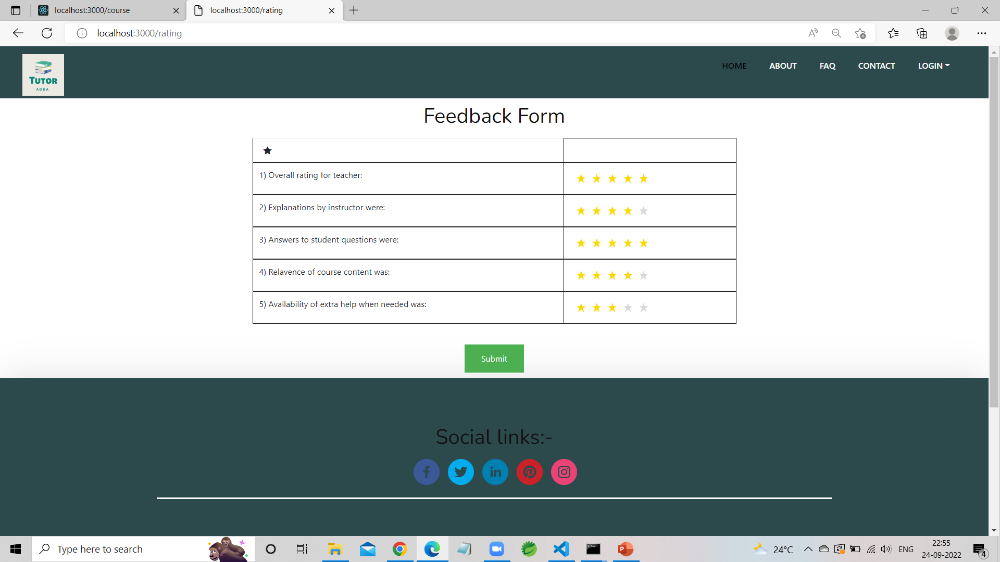 localhost:3000/course
localhost:3000/rating
localhost:3000/rating
TUTOR
ADDA
HOME
ABOUT
FAQ
CONTACT
LOGIN
Feedback Form
1) Overall rating for teacher:
2) Explanations by instructor were:
3) Answers to student questions were:
4) Relavence of course content was:
5) Availability of extra help when needed was:
Submit
Social links:-
Type here to search
24°C
ENG
22:55
24-09-2022
4